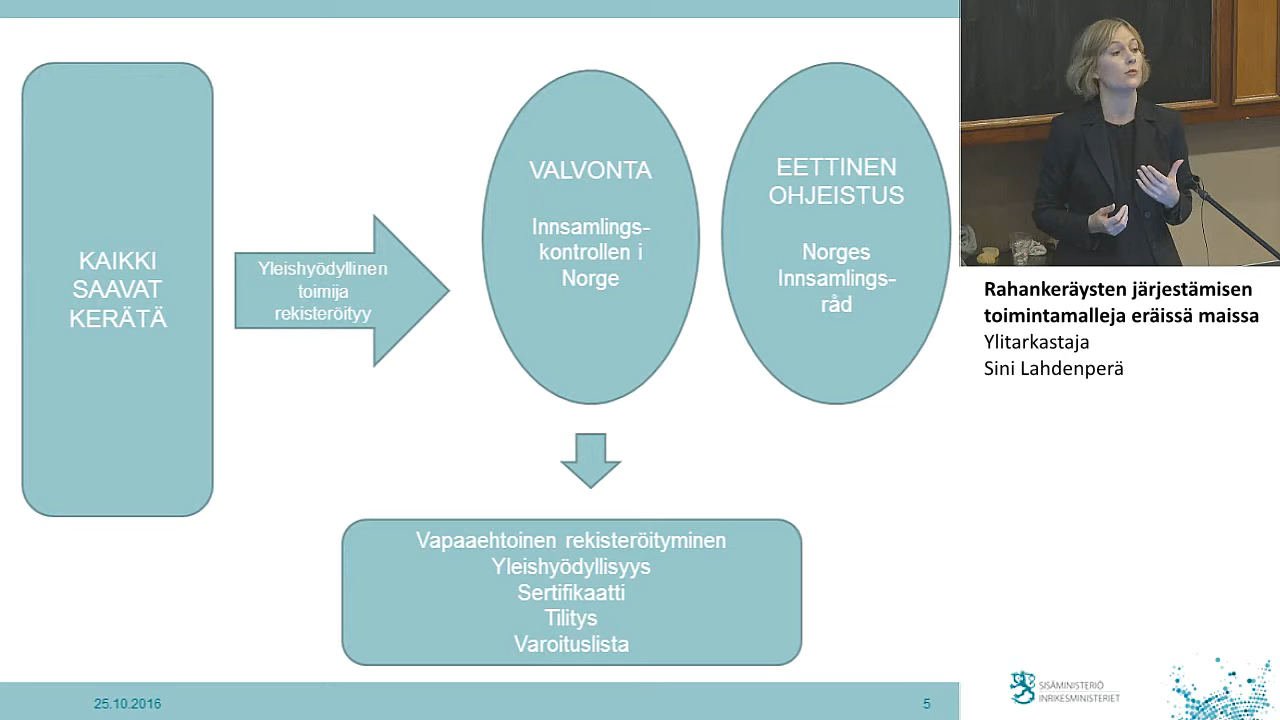 KAIKKI
SAAVAT
KERÄTÄ
Yleishyödyllinen
toimija
rekisteröityy
VALVONTA
Innsamlings-
kontrollen i
Norge
EETTINEN
OHJEISTUS
Norges
Innsamlings-
råd
Vapaaehtoinen rekisteröityminen
Yleishyödyllisyys
Sertifikaatti
Tilitys
Varoituslista
25.10.2016
5
Rahankeräysten järjestämisen
toimintamalleja eräissä maissa
Ylitarkastaja
Sini Lahdenperä
SISÄMINISTERIÖ
INRIKESMINISTERIET